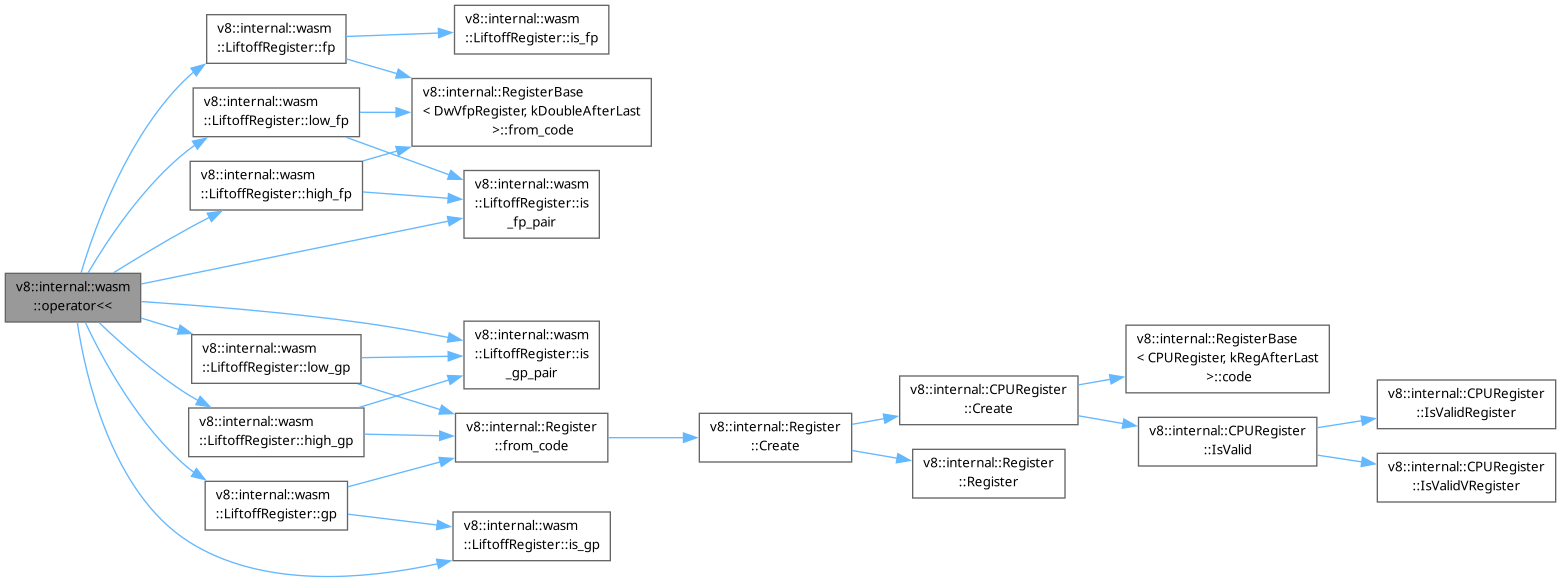 v8::internal::wasm
::operator<<
v8::internal::wasm
::LiftoffRegister::fp
v8::internal::wasm
::LiftoffRegister::is_fp
v8::internal::RegisterBase
< DwVfpRegister, kDoubleAfterLast
>::from_code
v8::internal::wasm
::LiftoffRegister::low_fp
v8::internal::wasm
::LiftoffRegister::high_fp
v8::internal::wasm
::LiftoffRegister::is
_fp_pair
v8::internal::wasm
::LiftoffRegister::low_gp
v8::internal::wasm
::LiftoffRegister::is
_gp_pair
v8::internal::wasm
::LiftoffRegister::high_gp
v8::internal::Register
::from_code
v8::internal::wasm
::LiftoffRegister::gp
v8::internal::wasm
::LiftoffRegister::is_gp
v8::internal::Register
::Create
v8::internal::CPURegister
::Create
v8::internal::Register
::Register
v8::internal::RegisterBase
< CPURegister, kRegAfterLast
>::code
v8::internal::CPURegister
::IsValid
v8::internal::CPURegister
::IsValidRegister
v8::internal::CPURegister
::IsValidVRegister